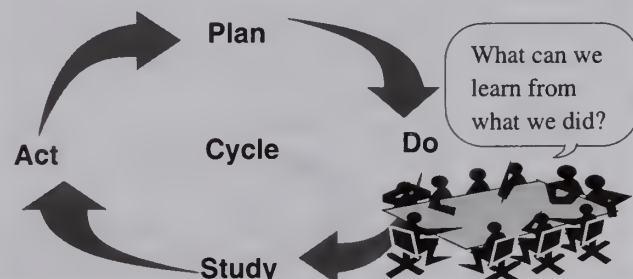 Plan
What can we
learn from
what we did?
Act
Cycle
Do
Study